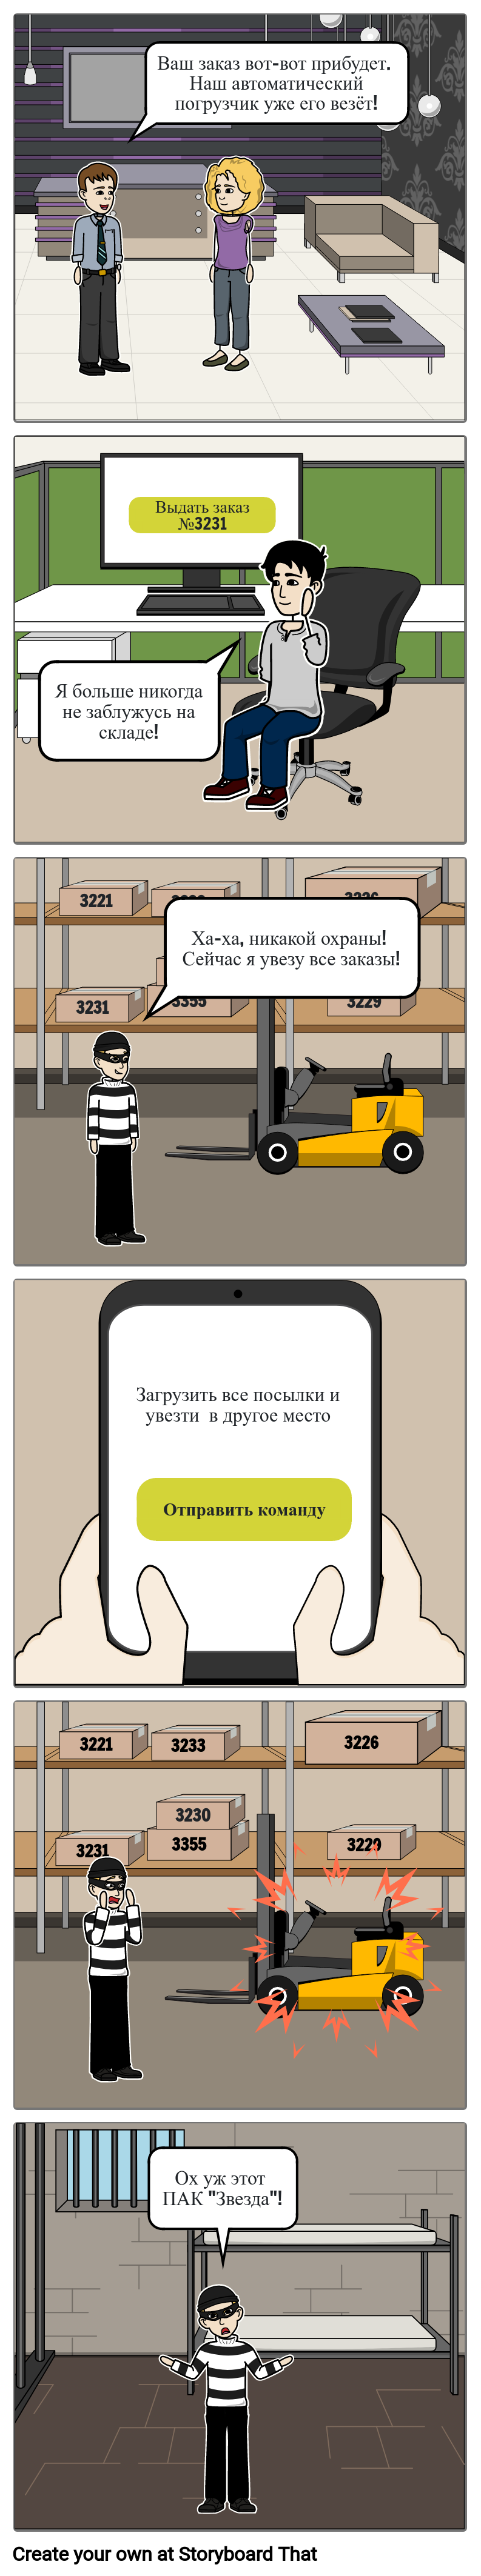 Ваш заказ вот-вот прибудет.
Наш автоматический
погрузчик уже его везёт!
Выдать заказ
№3231
Я больше никогда
не заблужусь на
складе!
3221
3226
Ха-ха, никакой охраны!
Сейчас я увезу все заказы!
3231
3355
3229
Загрузить все посылки и
увезти в другое место
Отправить команду
3221
3233
3226
3230
3231
3355
3229
Ох уж этот
ПАК "Звезда"!
Create your own at Storyboard That